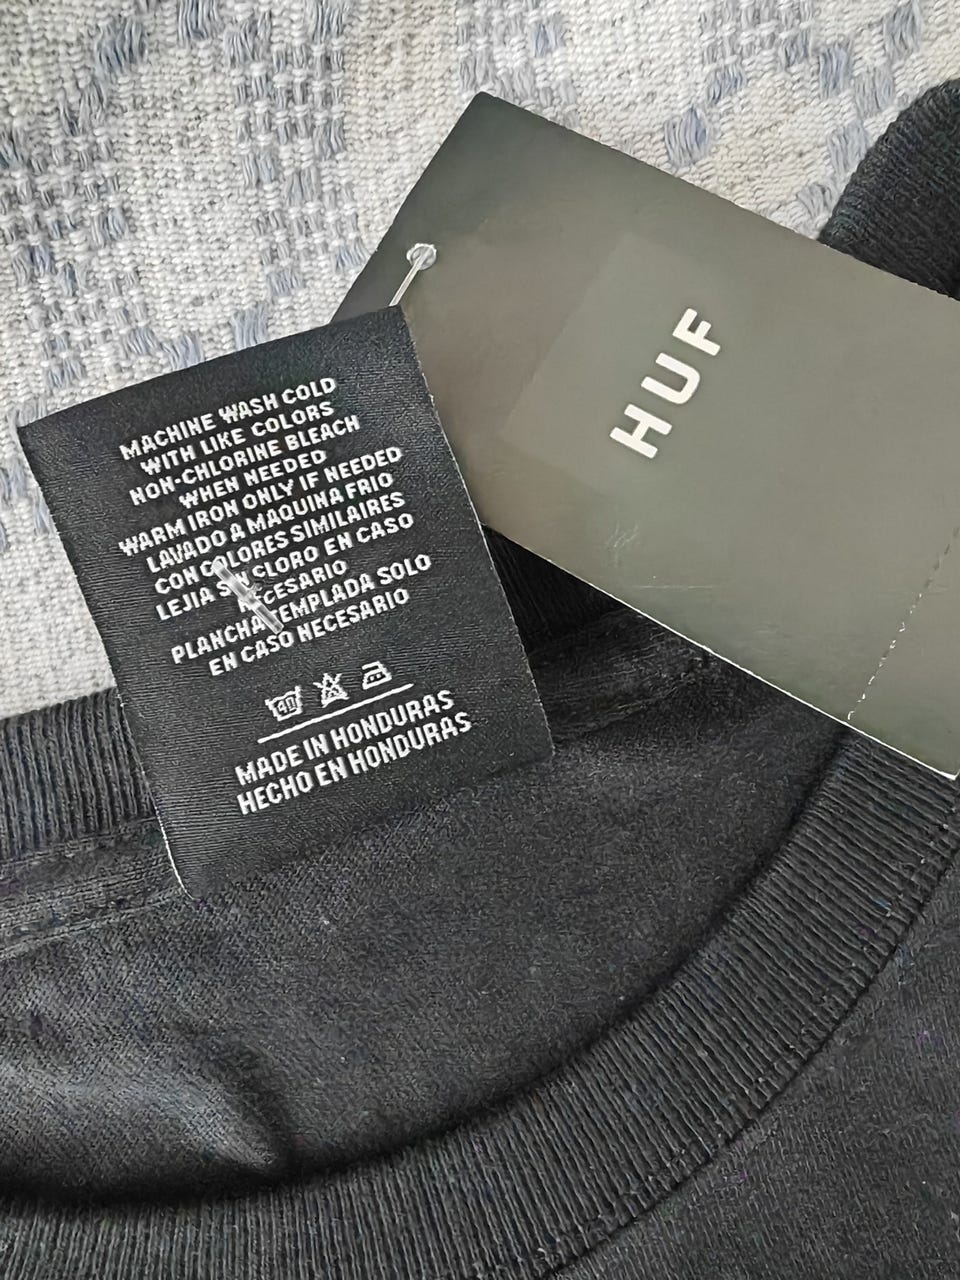 MACHINE WASH COLD
WITH LIKE COLORS
NON-CHLORINE BLEACH
WHEN NEEDED
WARM IRON ONLY IF NEEDED
LAVADO A MAQUINA FRIO
CON COLORES SIMILAIRES
LEJIA SIN CLORO EN CASO
NECESARIO
PLANCHA TEMPLADA SOLO
EN CASO NECESARIO
40
MADE IN HONDURAS
HECHO EN HONDURAS
HUF